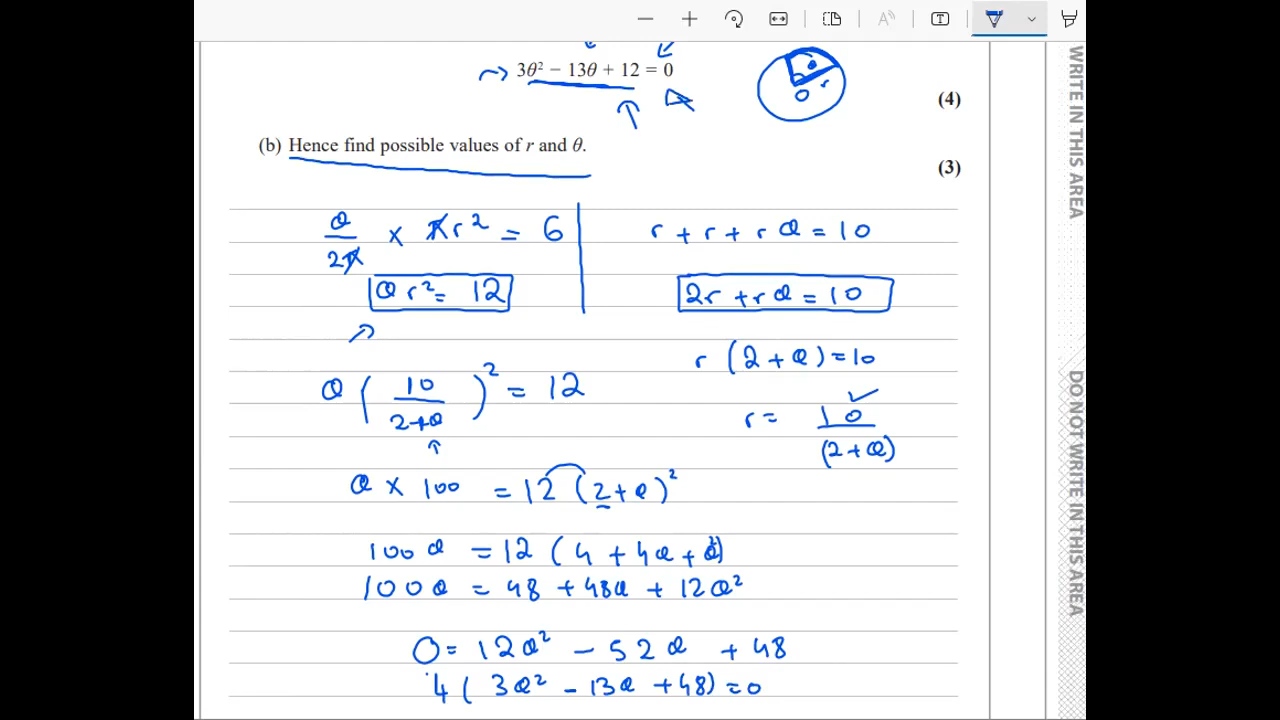 3θ² − 13θ + 12 = 0
(4)
(b) Hence find possible values of r and θ.
(3)
θ/2π × πr² = 6
r + r + rθ = 10
θr² = 12
2r + rθ = 10
r (2 + θ) = 10
θ (10/2+θ)² = 12
r = 10/(2+θ)
θ × 100 = 12 (2+θ)²
100θ = 12 (4 + 4θ + θ²)
100θ = 48 + 48θ + 12θ²
0 = 12θ² − 52θ + 48
4 ( 3θ² − 13θ + 48) = 0
WRITE IN THIS AREA
DO NOT WRITE IN THIS AREA
O
r